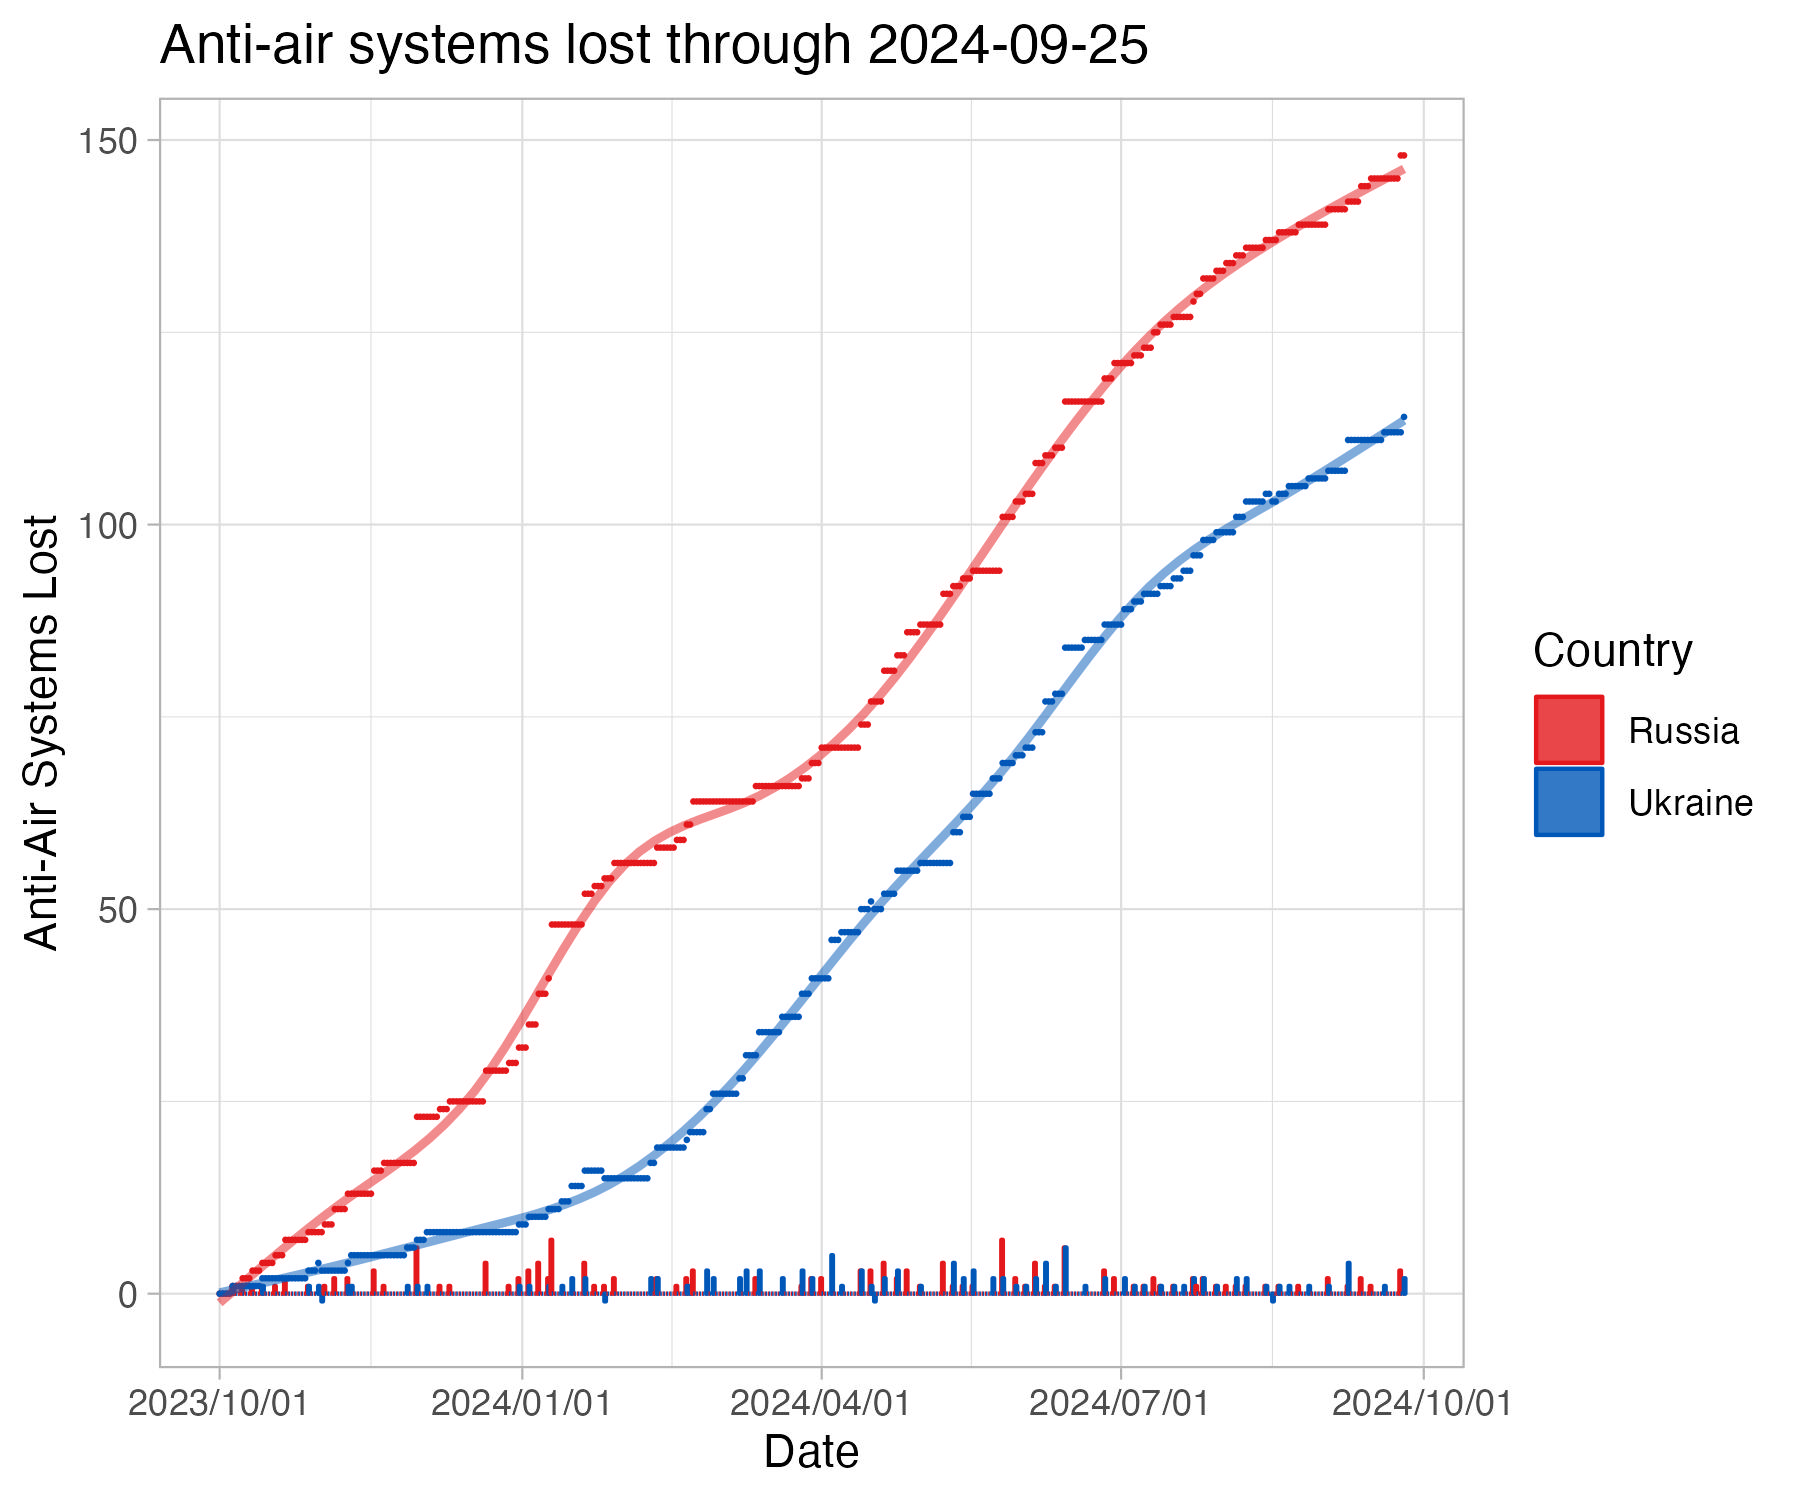 Anti-air systems lost through 2024-09-25
Anti-Air Systems Lost
150
100
50
0
2023/10/01
2024/01/01
2024/04/01
2024/07/01
2024/10/01
Date
Country
Russia
Ukraine